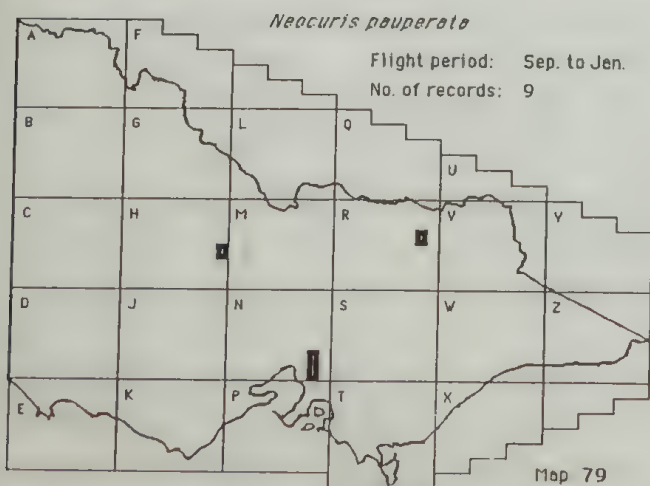 Neocuris pauperata
Flight period: Sep. to Jan.
No. of records: 9
A F
B G L Q
U
C H M R V Y
D J N S W Z
E K P T X
D
D
Map 79